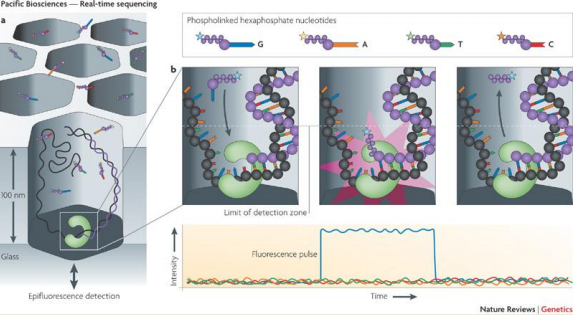 Pacific Biosciences — Real-time sequencing
a
Phospholinked hexaphosphate nucleotides
G
A
T
C
b
Limit of detection zone
100 nm
Glass
Epifluorescence detection
Intensity
Fluorescence pulse
Time
Nature Reviews | Genetics